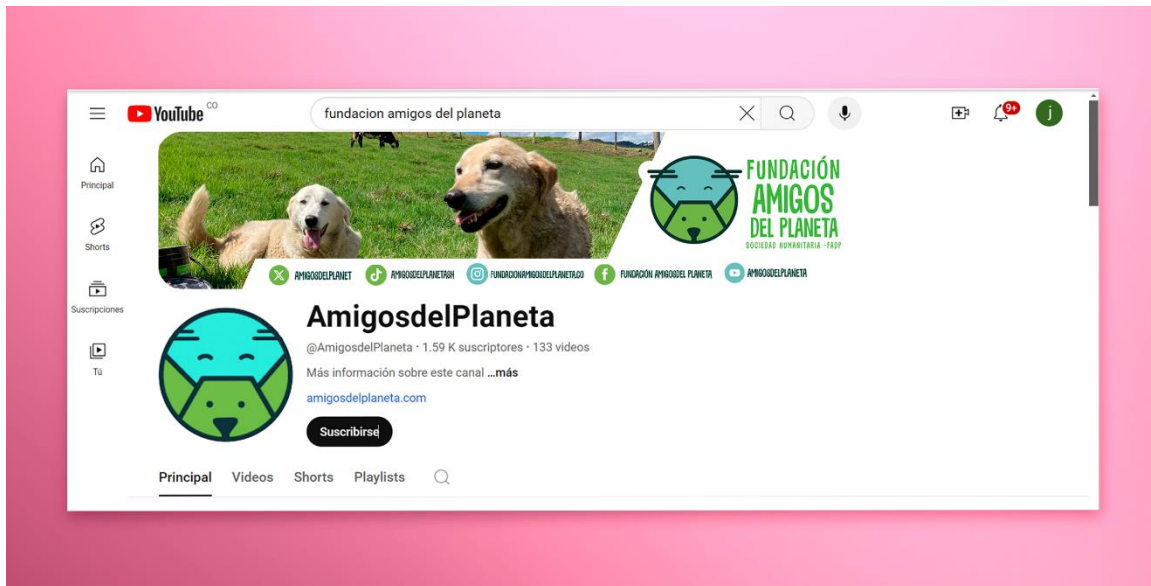 YouTube CO
fundacion amigos del planeta
9+
j
Principal
Shorts
Suscripciones
Tú
FUNDACIÓN
AMIGOS
DEL PLANETA
SOCIEDAD HUMANITARIA -FADP
AMIGOSDELPLANET
AMIGOSDELPLANETAGH
FUNDACIONAMIGOSDELPLANETA.CO
FUNDACIÓN AMIGOSDEL PLANETA
AMIGOSDELPLANETA
AmigosdelPlaneta
@AmigosdelPlaneta · 1.59 K suscriptores · 133 videos
Más información sobre este canal ...más
amigosdelplaneta.com
Suscribirse
Principal Videos Shorts Playlists